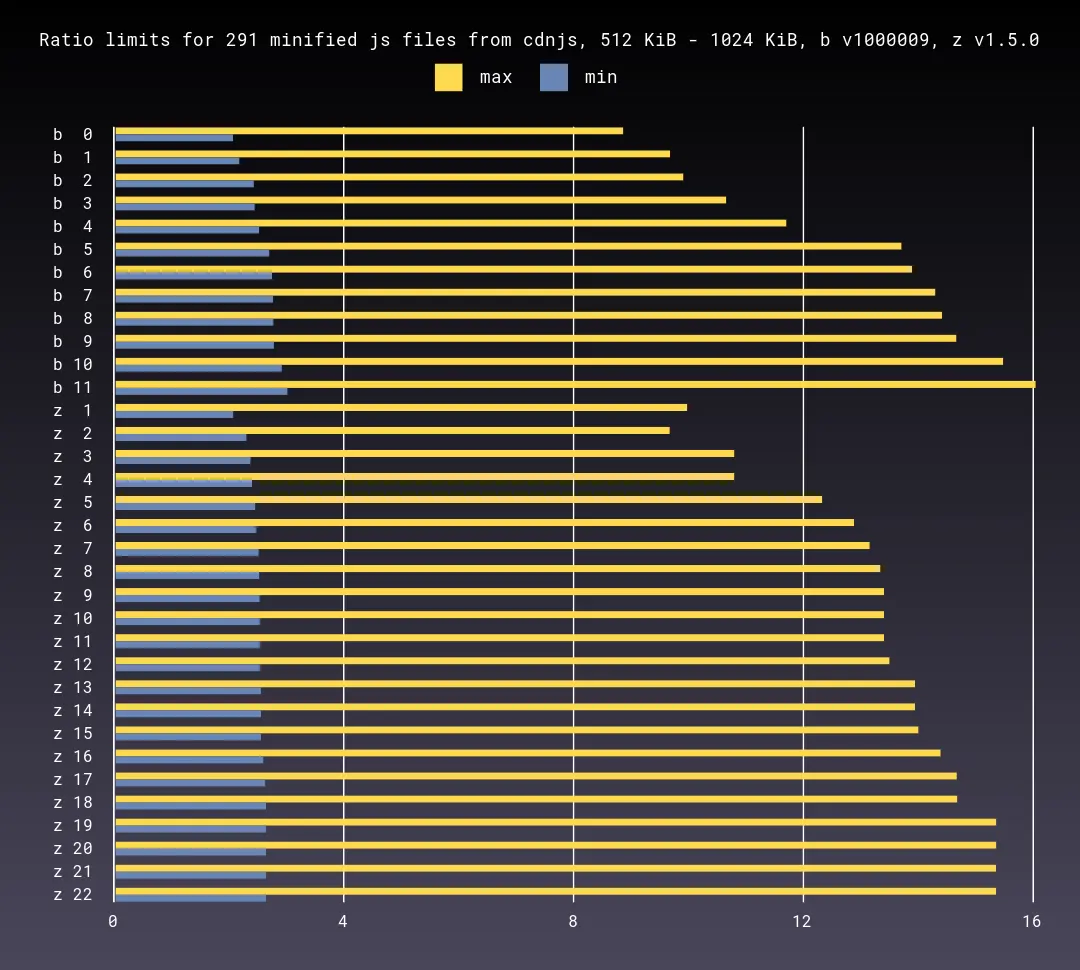 Ratio limits for 291 minified js files from cdnjs, 512 KiB - 1024 KiB, b v1000009, z v1.5.0
max min
b 0
b 1
b 2
b 3
b 4
b 5
b 6
b 7
b 8
b 9
b 10
b 11
z 1
z 2
z 3
z 4
z 5
z 6
z 7
z 8
z 9
z 10
z 11
z 12
z 13
z 14
z 15
z 16
z 17
z 18
z 19
z 20
z 21
z 22
0 4 8 12 16